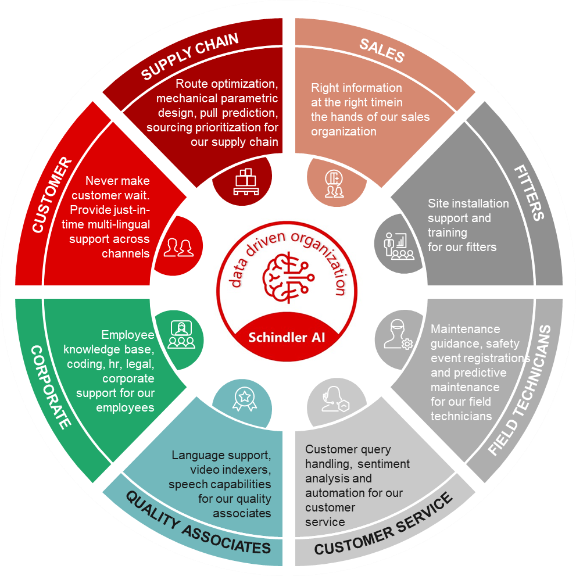 SUPPLY CHAIN
Route optimization,
mechanical parametric
design, pull prediction,
sourcing prioritization for
our supply chain
SALES
Right information
at the right timein
the hands of our sales
organization
FITTERS
Site installation
support and
training
for our fitters
FIELD TECHNICIANS
Maintenance
guidance, safety
event registrations
and predictive
maintenance
for our field
technicians
CUSTOMER SERVICE
Customer query
handling, sentiment
analysis and
automation for our
customer
service
QUALITY ASSOCIATES
Language support,
video indexers,
speech capabilities
for our quality
associates
CORPORATE
Employee
knowledge base,
coding, hr, legal,
corporate
support for our
employees
CUSTOMER
Never make
customer wait.
Provide just-in-
time multi-lingual
support across
channels
data driven organization
Schindler AI